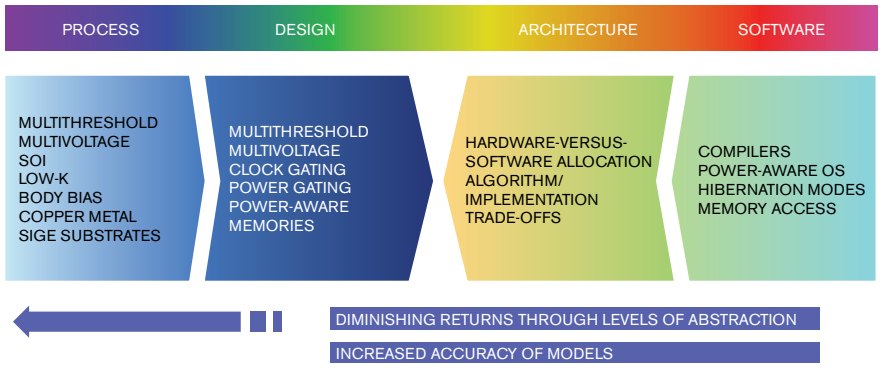 PROCESS
DESIGN
ARCHITECTURE
SOFTWARE
MULTITHRESHOLD
MULTIVOLTAGE
SOI
LOW-K
BODY BIAS
COPPER METAL
SIGE SUBSTRATES
MULTITHRESHOLD
MULTIVOLTAGE
CLOCK GATING
POWER GATING
POWER-AWARE
MEMORIES
HARDWARE-VERSUS-
SOFTWARE ALLOCATION
ALGORITHM/
IMPLEMENTATION
TRADE-OFFS
COMPILERS
POWER-AWARE OS
HIBERNATION MODES
MEMORY ACCESS
DIMINISHING RETURNS THROUGH LEVELS OF ABSTRACTION
INCREASED ACCURACY OF MODELS